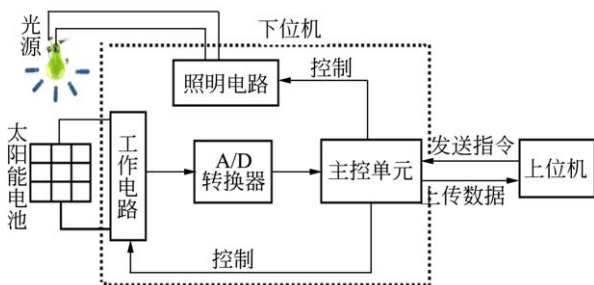 光源
下位机
照明电路
控制
太阳能电池
工作电路
A/D
转换器
主控单元
发送指令
上传数据
上位机
控制